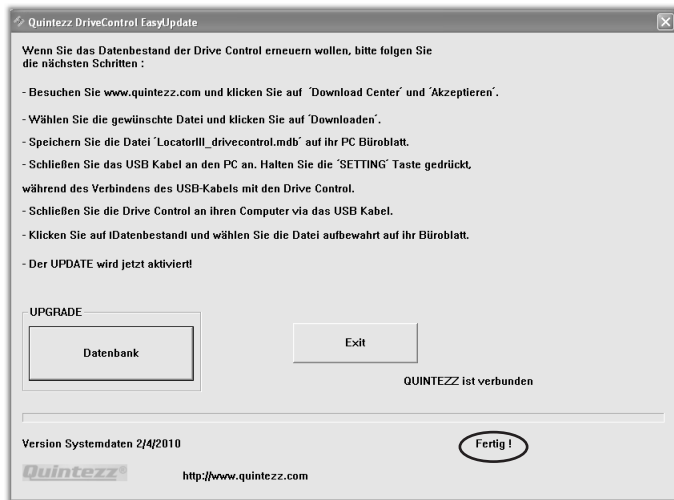 Quintezz DriveControl EasyUpdate
Wenn Sie das Datenbestand der Drive Control erneuern wollen, bitte folgen Sie
die nächsten Schritten :
- Besuchen Sie www.quintezz.com und klicken Sie auf ´Download Center´ und ´Akzeptieren´.
- Wählen Sie die gewünschte Datei und klicken Sie auf ´Downloaden´.
- Speichern Sie die Datei ´LocatorIII_drivecontrol.mdb´ auf ihr PC Büroblatt.
- Schließen Sie das USB Kabel an den PC an. Halten Sie die ´SETTING´ Taste gedrückt,
während des Verbindens des USB-Kabels mit den Drive Control.
- Schließen Sie die Drive Control an ihren Computer via das USB Kabel.
- Klicken Sie auf IDatenbestandI und wählen Sie die Datei aufbewahrt auf ihr Büroblatt.
- Der UPDATE wird jetzt aktiviert!
UPGRADE
Datenbank
Exit
QUINTEZZ ist verbunden
Version Systemdaten 2/4/2010
Fertig !
Quintezz®
http://www.quintezz.com